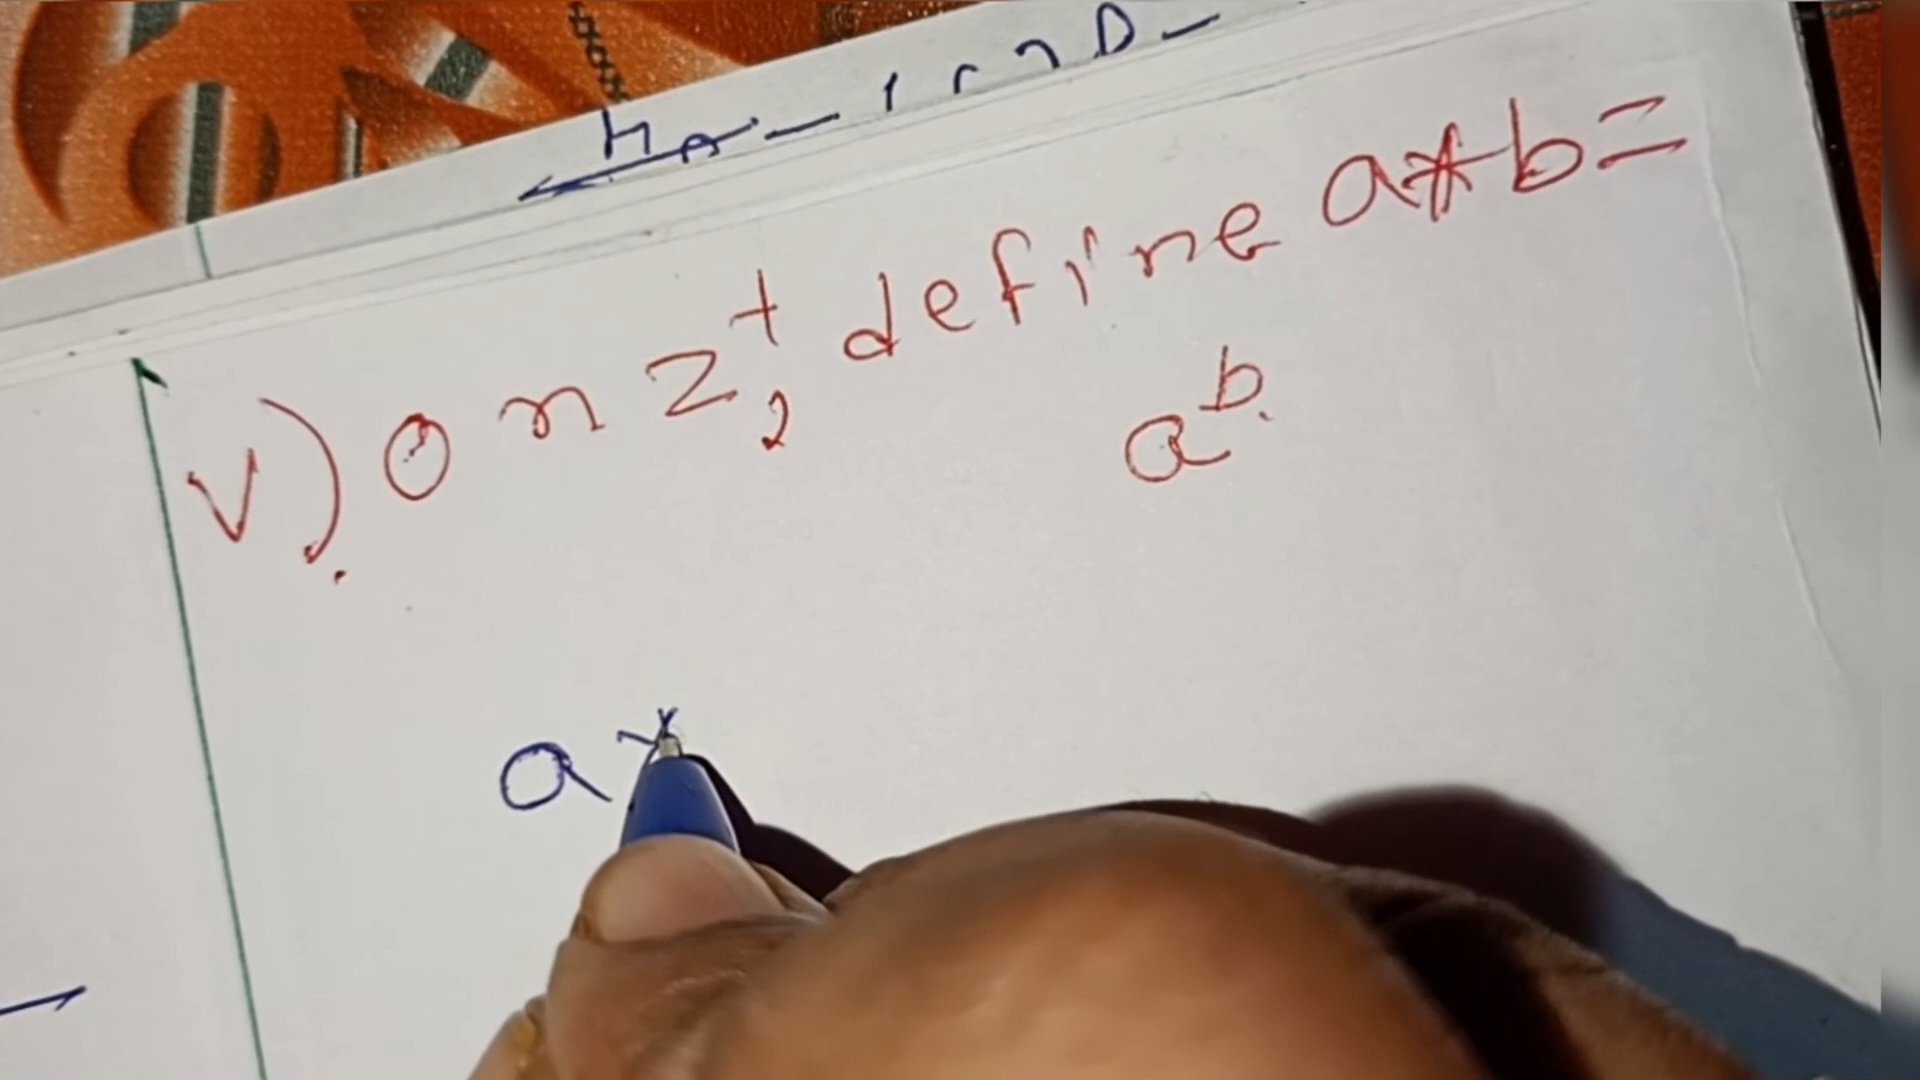 v) On Z⁺, define a*b=
a^b.
a *